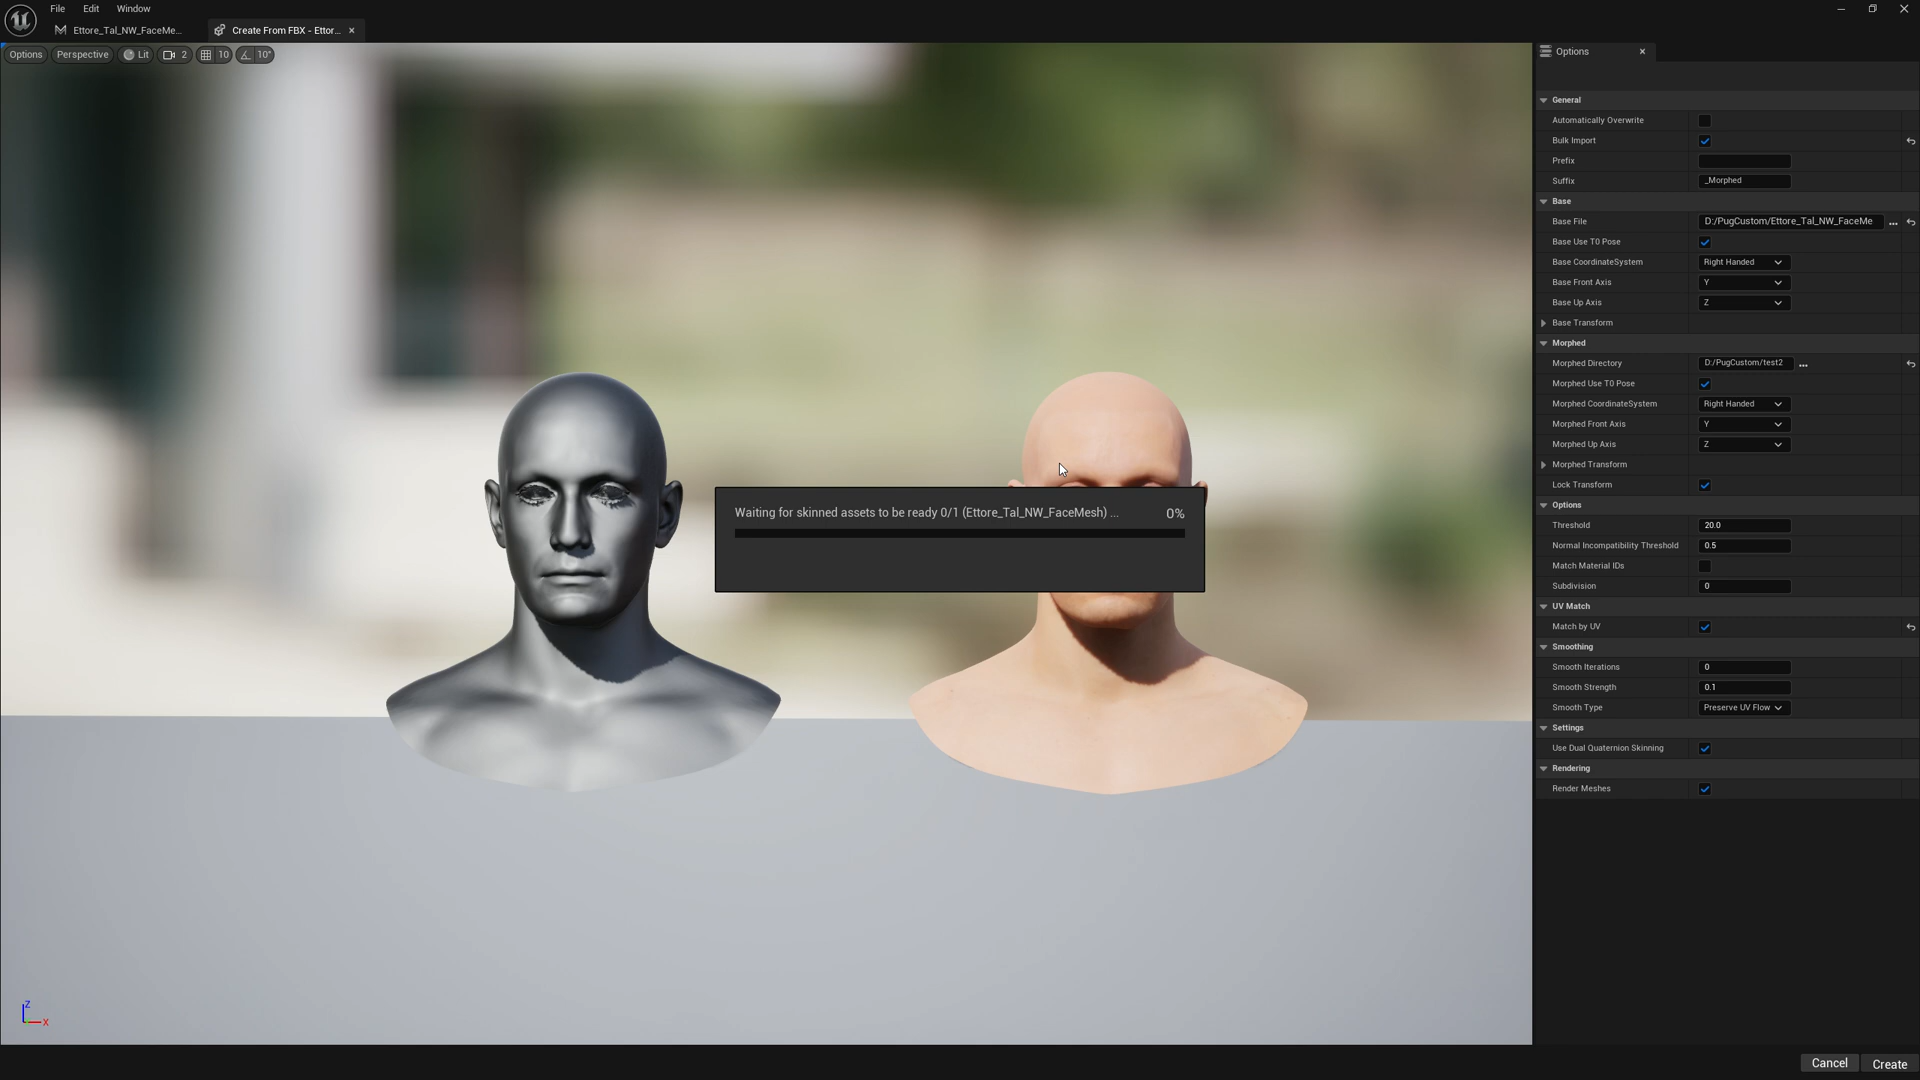 File Edit Window
Ettore_Tal_NW_FaceMe...
Create From FBX - Ettor...
Options Perspective Lit 2 10 10°
Waiting for skinned assets to be ready 0/1 (Ettore_Tal_NW_FaceMesh) ... 0%
Z
X
Options
General
Automatically Overwrite
Bulk Import
Prefix
Suffix _Morphed
Base
Base File D:/PugCustom/Ettore_Tal_NW_FaceMe ...
Base Use T0 Pose
Base CoordinateSystem Right Handed
Base Front Axis Y
Base Up Axis Z
Base Transform
Morphed
Morphed Directory D:/PugCustom/test2 ...
Morphed Use T0 Pose
Morphed CoordinateSystem Right Handed
Morphed Front Axis Y
Morphed Up Axis Z
Morphed Transform
Lock Transform
Options
Threshold 20.0
Normal Incompatibility Threshold 0.5
Match Material IDs
Subdivision 0
UV Match
Match by UV
Smoothing
Smooth Iterations 0
Smooth Strength 0.1
Smooth Type Preserve UV Flow
Settings
Use Dual Quaternion Skinning
Rendering
Render Meshes
Cancel Create